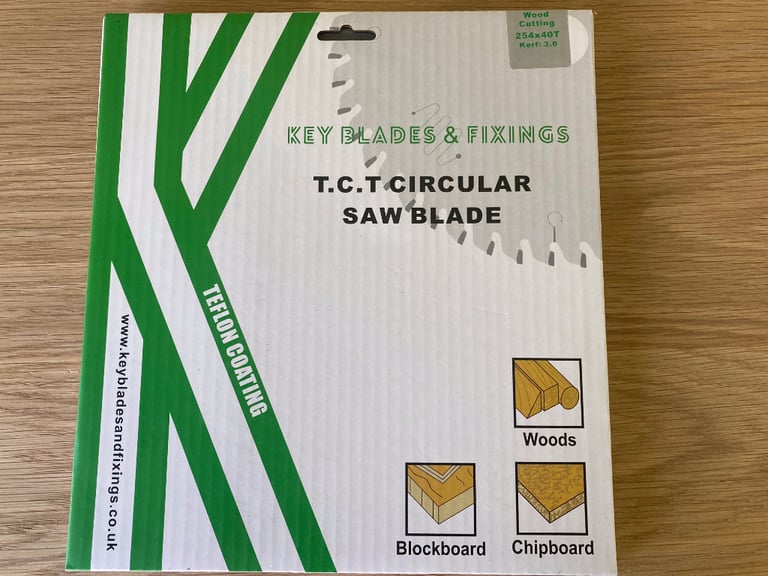 Wood
Cutting
254x40T
Kerf: 3.0
KEY BLADES & FIXINGS
T.C.T CIRCULAR
SAW BLADE
TEFLON COATING
www.keybladesandfixings.co.uk
Woods
Blockboard
Chipboard